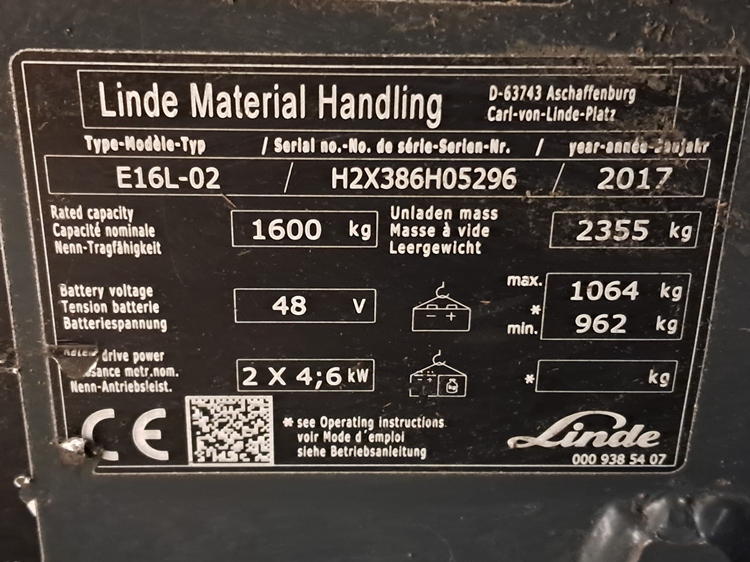 Linde Material Handling
D-63743 Aschaffenburg
Carl-von-Linde-Platz
Type-Modèle-Typ / Serial no.-No. de série-Serien-Nr. / year-année-Baujahr
E16L-02 / H2X386H05296 / 2017
Rated capacity
Capacité nominale
Nenn-Tragfähigkeit
1600 kg
Unladen mass
Masse à vide
Leergewicht
2355 kg
Battery voltage
Tension batterie
Batteriespannung
48 V
- +
max. 1064 kg
*
min. 962 kg
drive power
motr.nom.
Nenn-Antriebsleist.
2 X 4;6 kW
- + kg
* kg
CE
* see Operating instructions
voir Mode d'emploi
siehe Betriebsanleitung
Linde
000 938 54 07